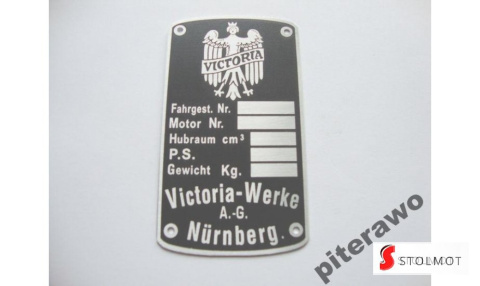 VICTORIA
Fahrgest. Nr.
Motor Nr.
Hubraum cm³
P.S.
Gewicht Kg.
Victoria-Werke
A.-G.
Nürnberg.
piterawo
STOLMOT